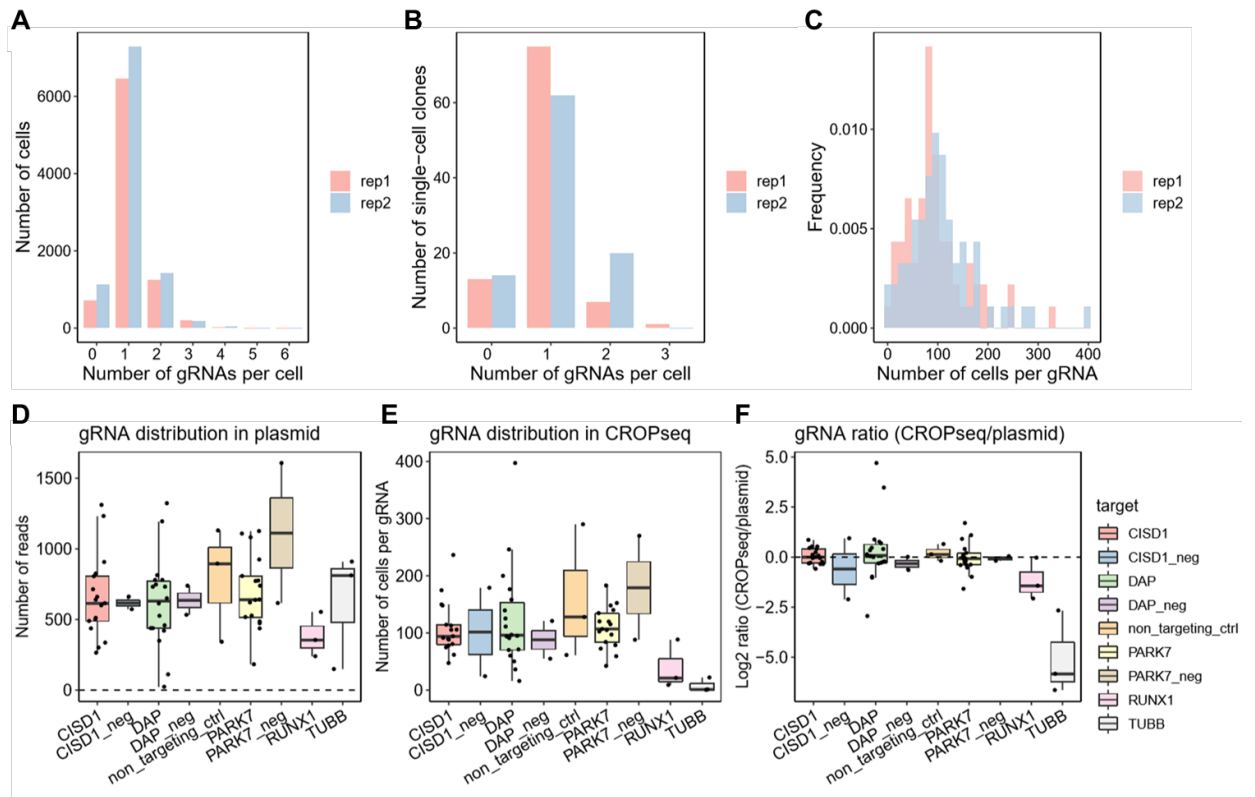 A
Number of cells
6000
4000
2000
0
0 1 2 3 4 5 6
Number of gRNAs per cell
rep1
rep2
B
Number of single-cell clones
60
40
20
0
0 1 2 3
Number of gRNAs per cell
rep1
rep2
C
Frequency
0.010
0.005
0.000
0 100 200 300 400
Number of cells per gRNA
rep1
rep2
D
gRNA distribution in plasmid
Number of reads
1500
1000
500
0
CISD1
CISD1_neg
DAP
DAP_neg
non_targeting_ctrl
PARK7
PARK7_neg
RUNX1
TUBB
E
gRNA distribution in CROPseq
Number of cells per gRNA
400
300
200
100
0
CISD1
CISD1_neg
DAP
DAP_neg
non_targeting_ctrl
PARK7
PARK7_neg
RUNX1
TUBB
F
gRNA ratio (CROPseq/plasmid)
Log2 ratio (CROPseq/plasmid)
5.0
2.5
0.0
-2.5
-5.0
CISD1
CISD1_neg
DAP
DAP_neg
non_targeting_ctrl
PARK7
PARK7_neg
RUNX1
TUBB
target
CISD1
CISD1_neg
DAP
DAP_neg
non_targeting_ctrl
PARK7
PARK7_neg
RUNX1
TUBB